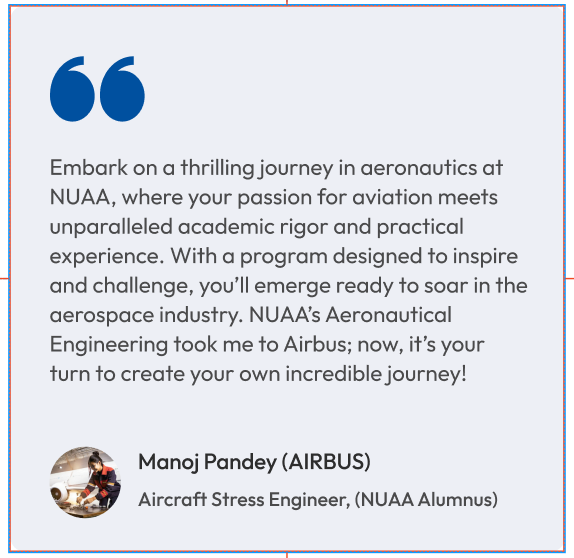 “
Embark on a thrilling journey in aeronautics at
NUAA, where your passion for aviation meets
unparalleled academic rigor and practical
experience. With a program designed to inspire
and challenge, you’ll emerge ready to soar in the
aerospace industry. NUAA’s Aeronautical
Engineering took me to Airbus; now, it’s your
turn to create your own incredible journey!
Manoj Pandey (AIRBUS)
Aircraft Stress Engineer, (NUAA Alumnus)